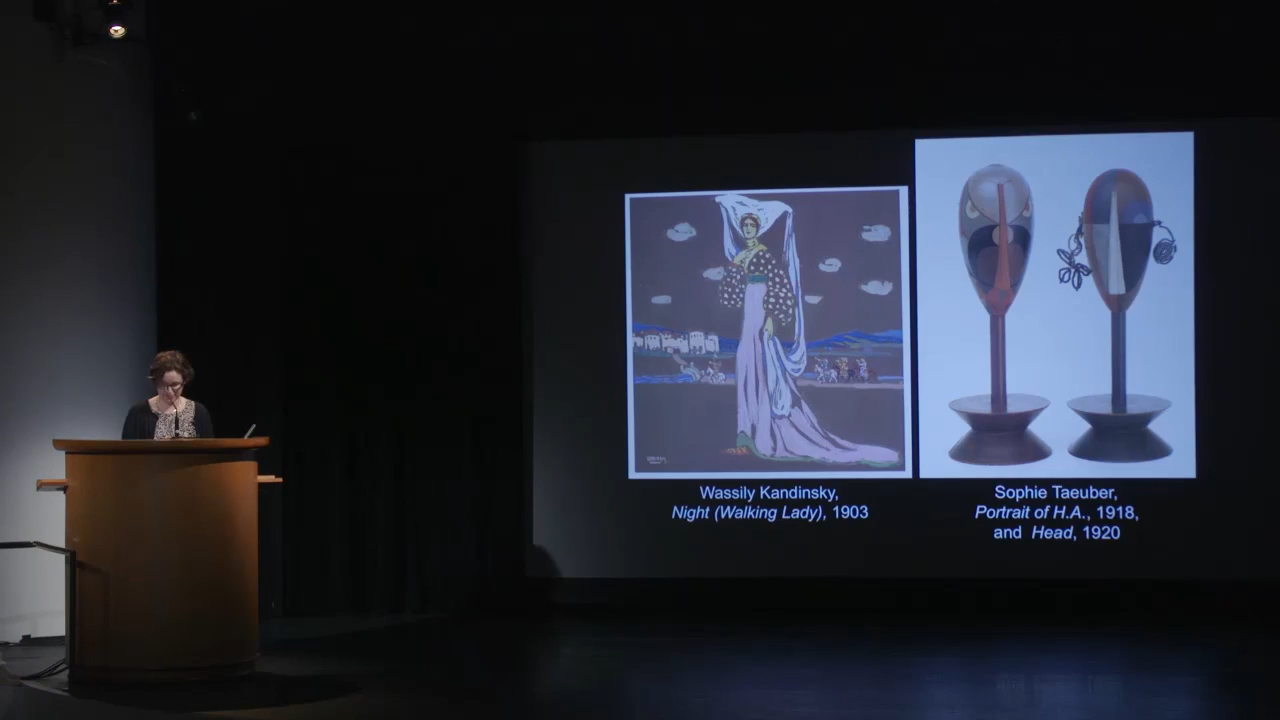 Wassily Kandinsky,
Night (Walking Lady), 1903
Sophie Taeuber,
Portrait of H.A., 1918,
and Head, 1920